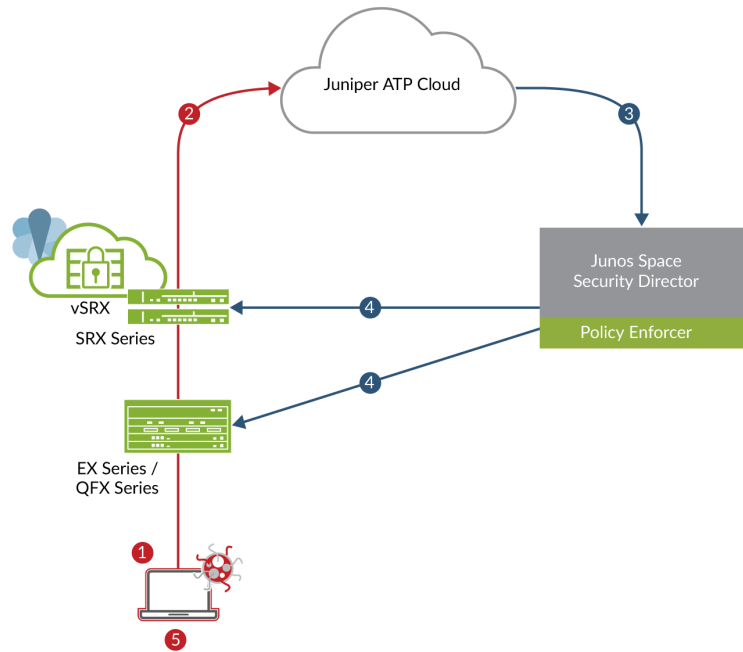 Juniper ATP Cloud
2
3
Junos Space
Security Director
vSRX
4
SRX Series
Policy Enforcer
4
EX Series /
QFX Series
1
5